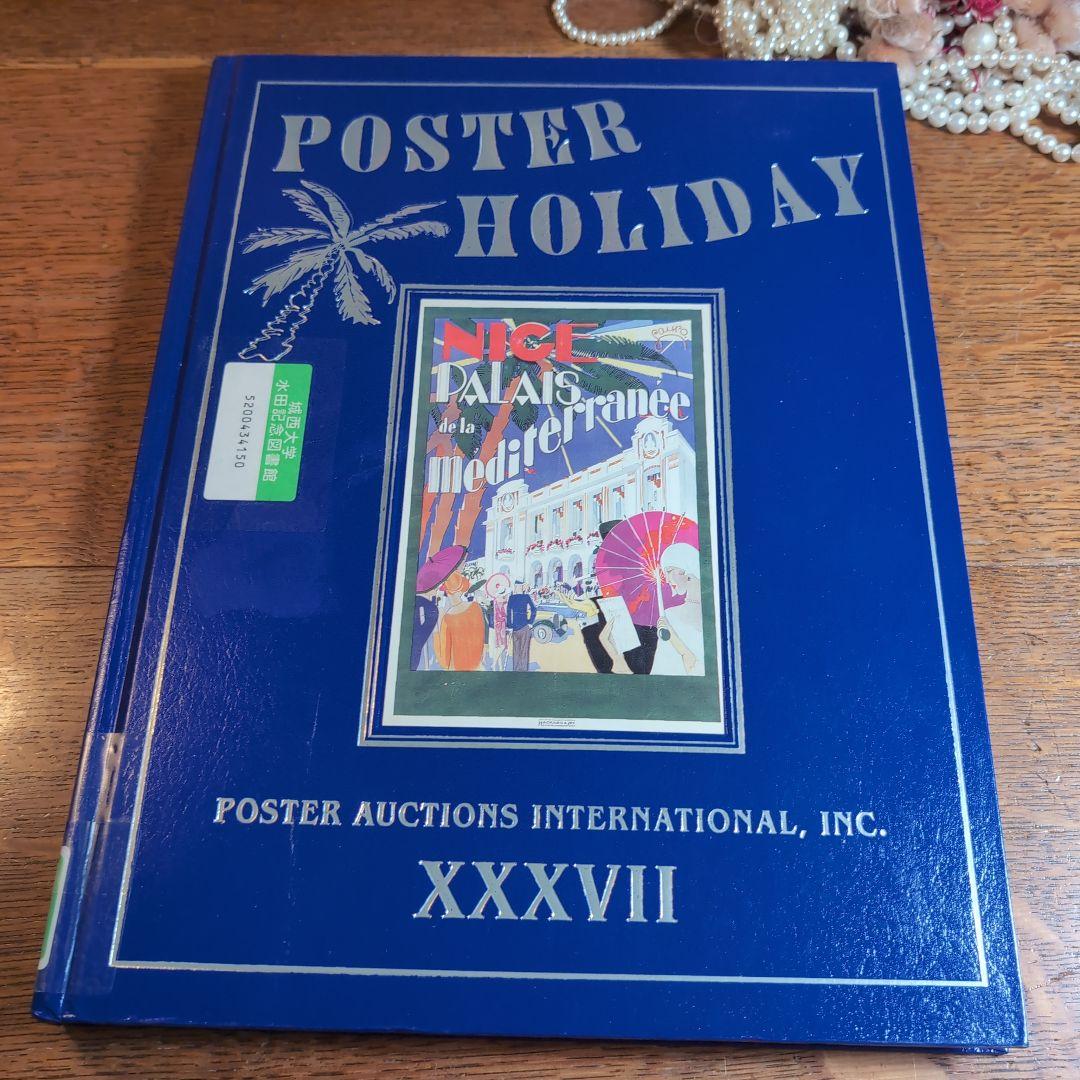 POSTER
HOLIDAY
城西大学
水田記念図書館
5200434150
NICE
PALAIS
de la
mediterranée
POSTER AUCTIONS INTERNATIONAL, INC.
XXXVII